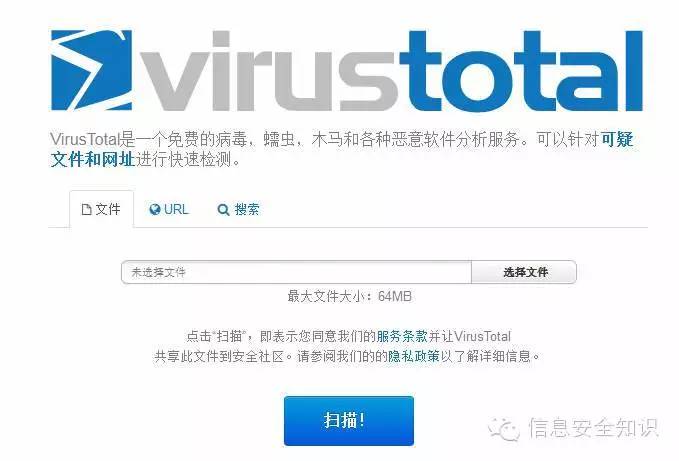 virustotal
VirusTotal是一个免费的病毒，蠕虫，木马和各种恶意软件分析服务。可以针对可疑
文件和网址进行快速检测。
文件 URL 搜索
未选择文件 选择文件
最大文件大小：64MB
点击“扫描”，即表示您同意我们的服务条款并让VirusTotal
共享此文件到安全社区。请参阅我们的的隐私政策以了解详细信息。
扫描！
信息安全知识